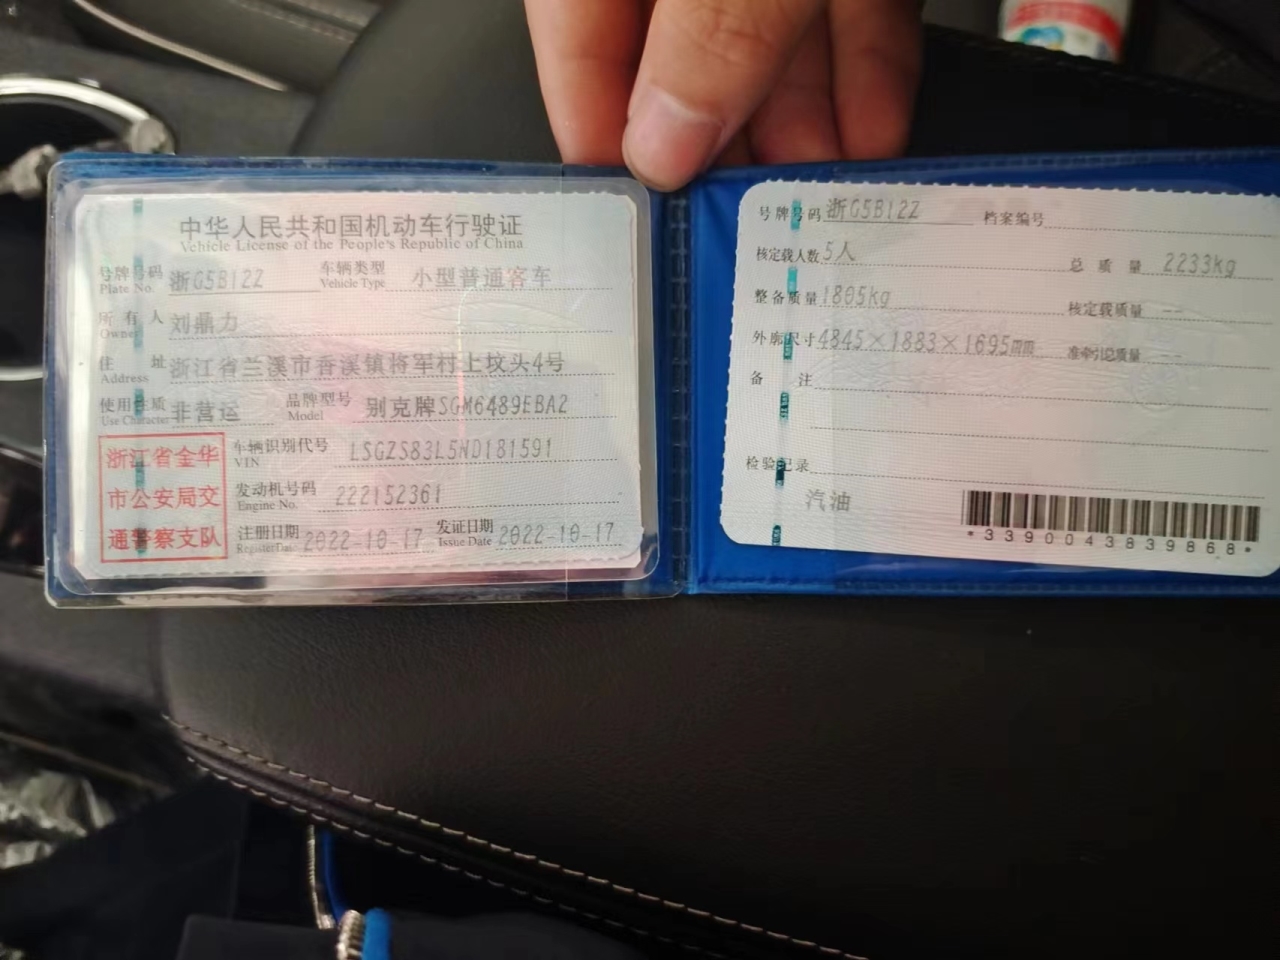 中华人民共和国机动车行驶证
Vehicle License of the People's Republic of China
号牌号码 浙G5B12Z 车辆类型 小型普通客车
Plate No. Vehicle Type
所有人 刘鼎力
Owner
住址 浙江省兰溪市香溪镇将军村上坟头4号
Address
使用性质 非营运 品牌型号 别克牌SGM6489EBA2
Use Character Model
浙江省金华
市公安局交
通警察支队
车辆识别代号 LSGZS83L5ND181591
VIN
发动机号码 222152361
Engine No.
注册日期 2022-10-17 发证日期 2022-10-17
Register Date Issue Date
号牌号码 浙G5B12Z 档案编号
核定载人数 5人 总质量 2233kg
整备质量 1805kg 核定载质量 --
外廓尺寸 4845×1883×1695mm 准牵引总质量 --
备注
检验记录
汽油
*3390043839868*